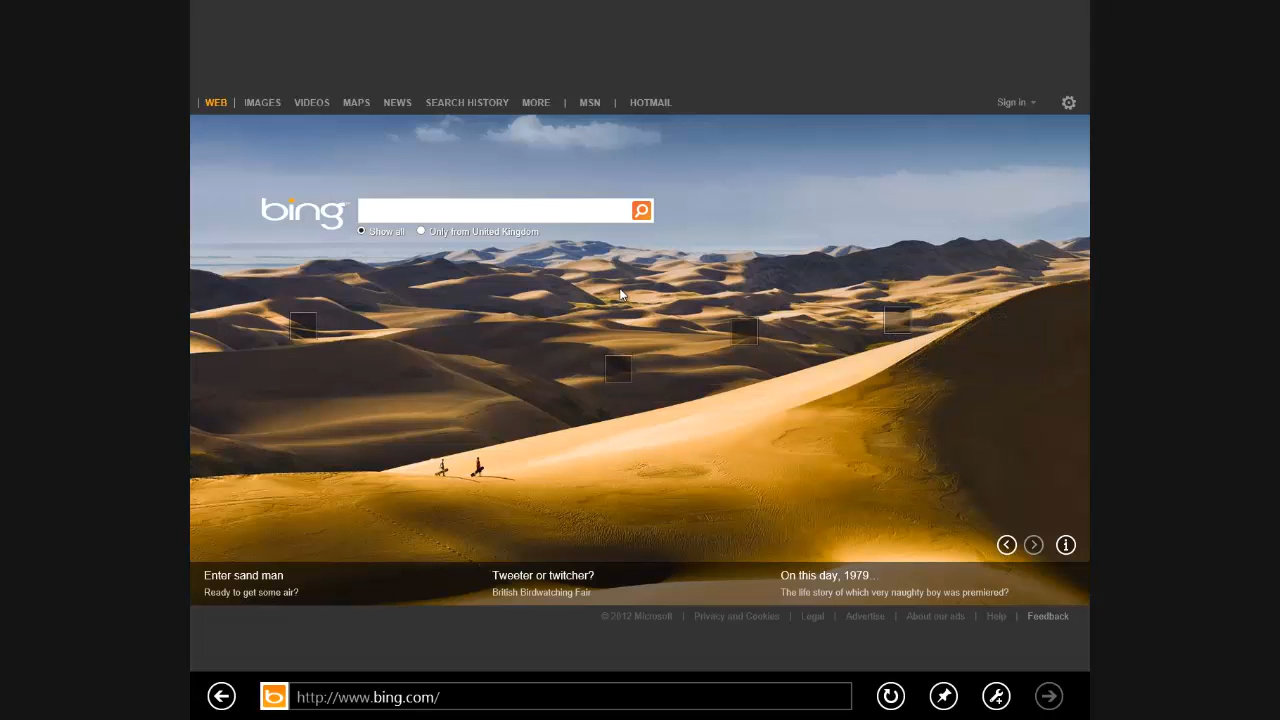 WEB IMAGES VIDEOS MAPS NEWS SEARCH HISTORY MORE | MSN | HOTMAIL Sign in
bing
Show all Only from United Kingdom
Enter sand man Tweeter or twitcher? On this day, 1979...
Ready to get some air? British Birdwatching Fair The life story of which very naughty boy was premiered?
© 2012 Microsoft | Privacy and Cookies | Legal | Advertise | About our ads | Help | Feedback
b http://www.bing.com/